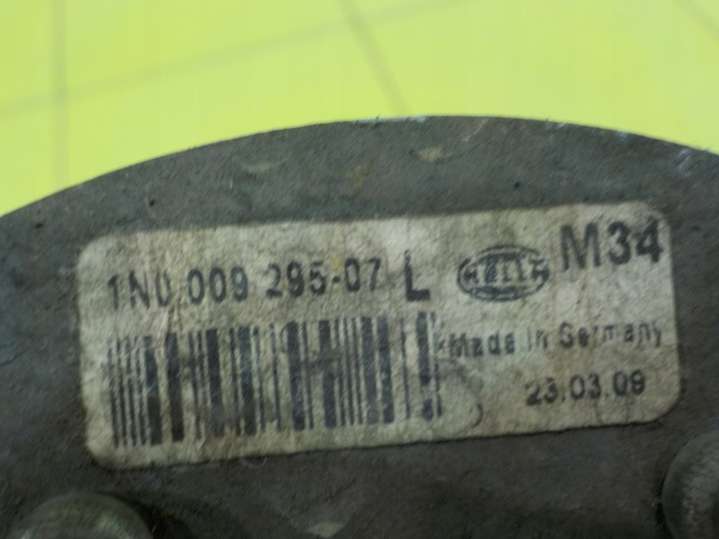 1N0.009 295-07 L HELLA M34
Made in Germany
23.03.09